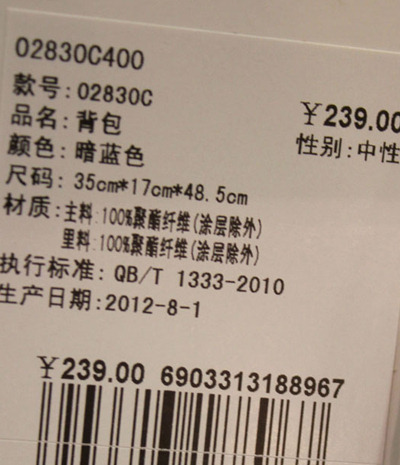 02830C400
款号:02830C
￥239.00
品名:背包
性别:中性
颜色:暗蓝色
尺码: 35cm*17cm*48.5cm
材质:主料:100%聚酯纤维(涂层除外)
里料:100%聚酯纤维(涂层除外)
执行标准: QB/T 1333-2010
生产日期:2012-8-1
￥239.00 6903313188967